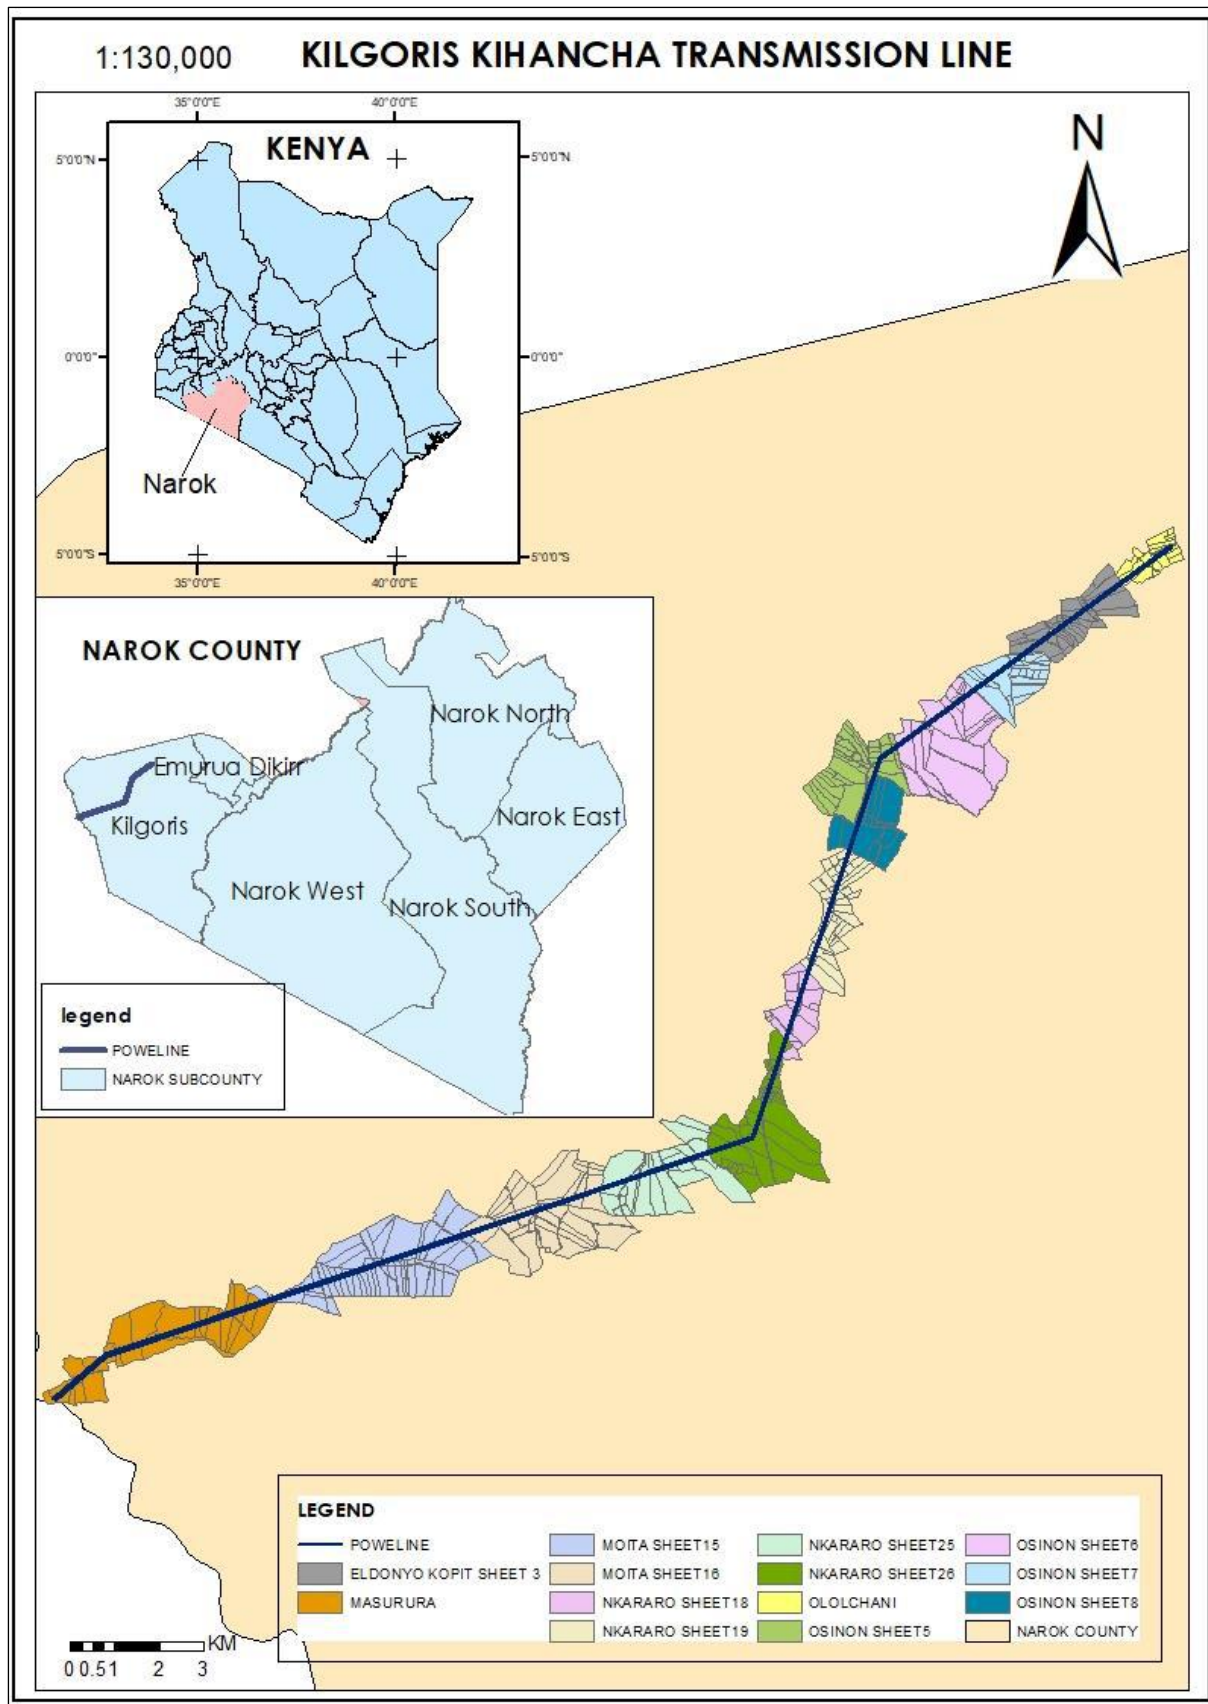 1:130,000 KILGORIS KIHANCHA TRANSMISSION LINE
35°0'0"E 40°0'0"E
KENYA
N
5°0'0"N 5°0'0"N
0°0'0" 0°0'0"
Narok
5°0'0"S 5°0'0"S
35°0'0"E 40°0'0"E
NAROK COUNTY
Narok North
Emurua Dikirr
Kilgoris
Narok East
Narok West
Narok South
legend
POWELINE
NAROK SUBCOUNTY
LEGEND
POWELINE
ELDONYO KOPIT SHEET 3
MASURURA
MOITA SHEET15
MOITA SHEET16
NKARARO SHEET18
NKARARO SHEET19
NKARARO SHEET25
NKARARO SHEET26
OLOLCHANI
OSINON SHEET5
OSINON SHEET6
OSINON SHEET7
OSINON SHEET8
NAROK COUNTY
KM
0 0.5 1 2 3